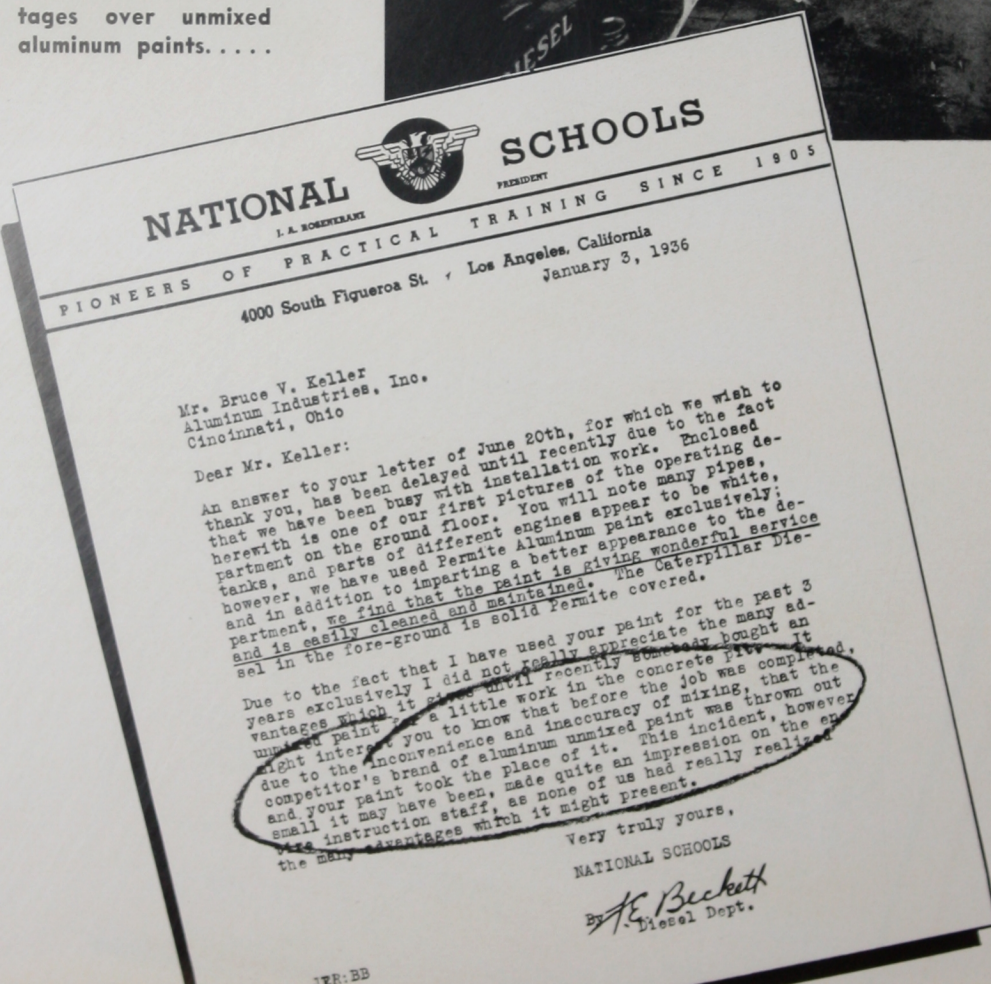 tages over unmixed
aluminum paints.....
DIESEL
NATIONAL SCHOOLS
J. A. ROSENKRANZ PRESIDENT
PIONEERS OF PRACTICAL TRAINING SINCE 1905
4000 South Figueroa St. , Los Angeles, California
January 3, 1936
Mr. Bruce V. Keller
Aluminum Industries, Inc.
Cincinnati, Ohio
Dear Mr. Keller:
An answer to your letter of June 20th, for which we wish to
thank you, has been delayed until recently due to the fact
that we have been busy with installation work. Enclosed
herewith is one of our first pictures of the operating de-
partment on the ground floor. You will note many pipes,
tanks, and parts of different engines appear to be white,
however, we have used Permite Aluminum paint exclusively;
and in addition to imparting a better appearance to the de-
partment, we find that the paint is giving wonderful service
and is easily cleaned and maintained. The Caterpillar Die-
sel in the fore-ground is solid Permite covered.
Due to the fact that I have used your paint for the past 3
years exclusively I did not really appreciate the many ad-
vantages which it gives until recently somebody bought an
unmixed paint for a little work in the concrete pits. It
might interest you to know that before the job was completed,
due to the inconvenience and inaccuracy of mixing, that the
competitor's brand of aluminum unmixed paint was thrown out
and your paint took the place of it. This incident, however
small it may have been, made quite an impression on the en-
tire instruction staff, as none of us had really realized
the many advantages which it might present.
Very truly yours,
NATIONAL SCHOOLS
By Beckett
Diesel Dept.
:BB